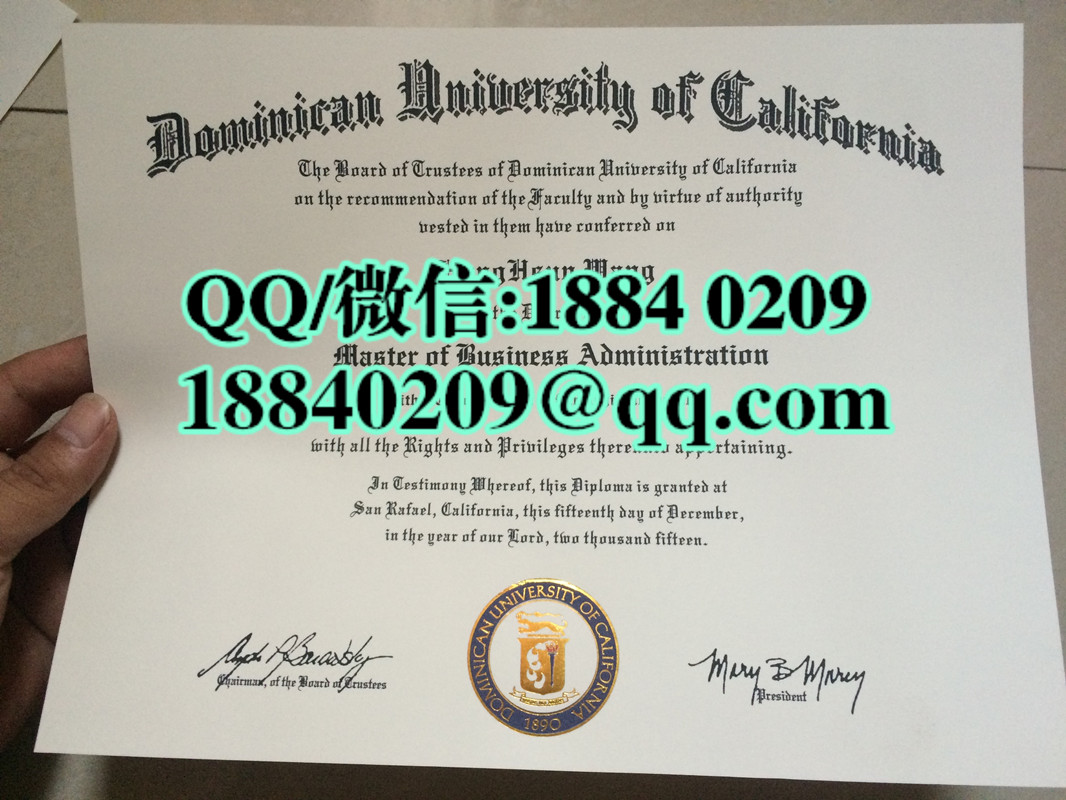 Dominican University of California
The Board of Trustees of Dominican University of California
on the recommendation of the Faculty and by virtue of authority
vested in them have conferred on
QQ/微信:1884 0209
Master of Business Administration
18840209@qq.com
with all the Rights and Privileges thereunto appertaining.
In Testimony Whereof, this Diploma is granted at
San Rafael, California, this fifteenth day of December,
in the year of our Lord, two thousand fifteen.
DOMINICAN UNIVERSITY OF CALIFORNIA
1890
Chairman, of the Board of Trustees
President